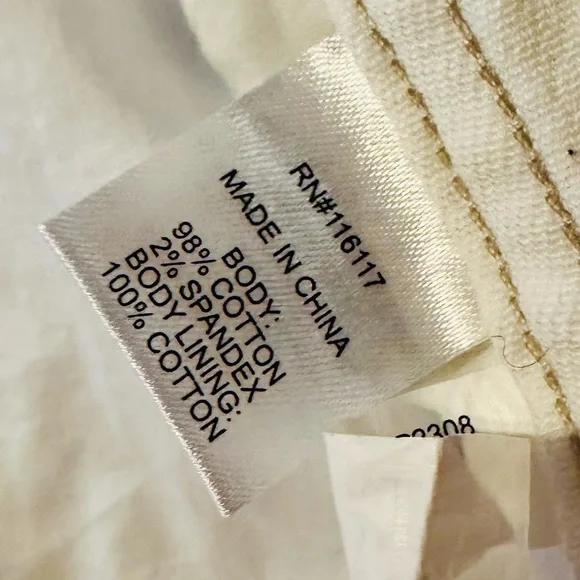 RN#116117
MADE IN CHINA
BODY:
98% COTTON
2% SPANDEX
BODY LINING:
100% COTTON